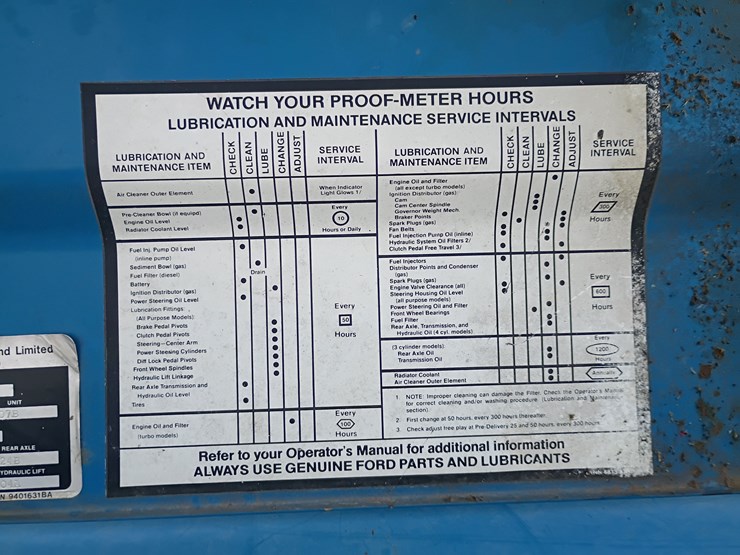 WATCH YOUR PROOF-METER HOURS
LUBRICATION AND MAINTENANCE SERVICE INTERVALS
LUBRICATION AND
MAINTENANCE ITEM
CHECK
CLEAN
LUBE
CHANGE
ADJUST
SERVICE
INTERVAL
Air Cleaner Outer Element
When Indicator
Light Glows 1/
Pre-Cleaner Bowl (if equipd)
Engine Oil Level
Radiator Coolant Level
Every
10
Hours or Daily
Fuel Inj. Pump Oil Level
(inline pump)
Sediment Bowl (gas)
Fuel Filter (diesel)
Drain
Battery
Ignition Distributor (gas)
Power Steering Oil Level
Lubrication Fittings
(All Purpose Models)
Brake Pedal Pivots
Clutch Pedal Pivots
Steering-Center Arm
Power Steering Cylinders
Diff Lock Pedal Pivots
Front Wheel Spindles
Hydraulic Lift Linkage
Rear Axle Transmission and
Hydraulic Oil Level
Tires
Every
50
Hours
Engine Oil and Filter
(turbo models)
Every
100
Hours
LUBRICATION AND
MAINTENANCE ITEM
CHECK
CLEAN
LUBE
CHANGE
ADJUST
SERVICE
INTERVAL
Engine Oil and Filter
(all except turbo models)
Ignition Distributor (gas)
Cam
Cam Center Spindle
Governor Weight Mech.
Braker Points
Spark Plugs (gas)
Fan Belts
Fuel Injection Pump Oil (inline)
Hydraulic System Oil Filters 2/
Clutch Pedal Free Travel 3/
Every
Hours
Fuel Injectors
Distributor Points and Condenser
(gas)
Spark Plugs (gas)
Engine Valve Clearance (all)
Steering Housing Oil Level
(all purpose models)
Power Steering Oil and Filter
Front Wheel Bearings
Fuel Filter
Rear Axle, Transmission, and
Hydraulic Oil (4 cyl. models)
Every
600
Hours
(3 cylinder models)
Rear Axle Oil
Transmission Oil
Every
1200
Hours
Radiator Coolant
Air Cleaner Outer Element
Annually
1. NOTE: Improper cleaning can damage the Filter. Check the Operator's Manual
for correct cleaning and/or washing procedure. (Lubrication and Maintenance
section).
2. First change at 50 hours, every 300 hours thereafter.
3. Check adjust free play at Pre-Delivery 25 and 50 hours, every 300 hours
Refer to your Operator's Manual for additional information
ALWAYS USE GENUINE FORD PARTS AND LUBRICANTS
nd Limited
UNIT
REAR AXLE
YDRAULIC LIFT
N 9401631BA